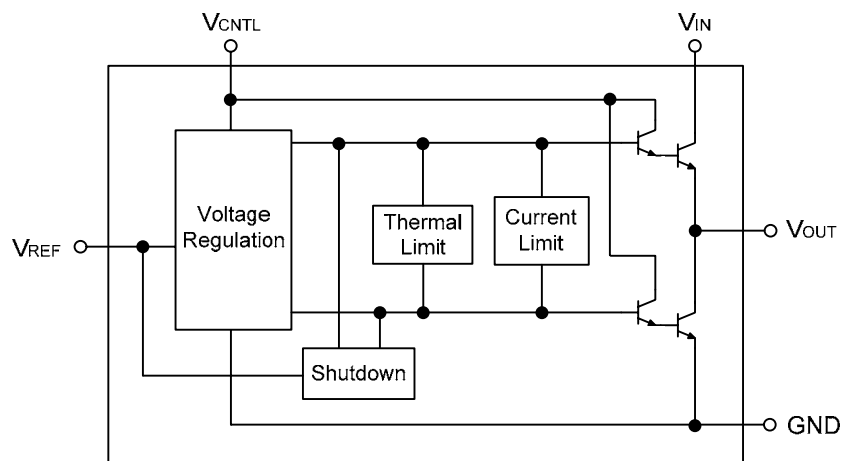 VCNTL
VIN
Voltage
Regulation
Thermal
Limit
Current
Limit
VREF
VOUT
Shutdown
GND